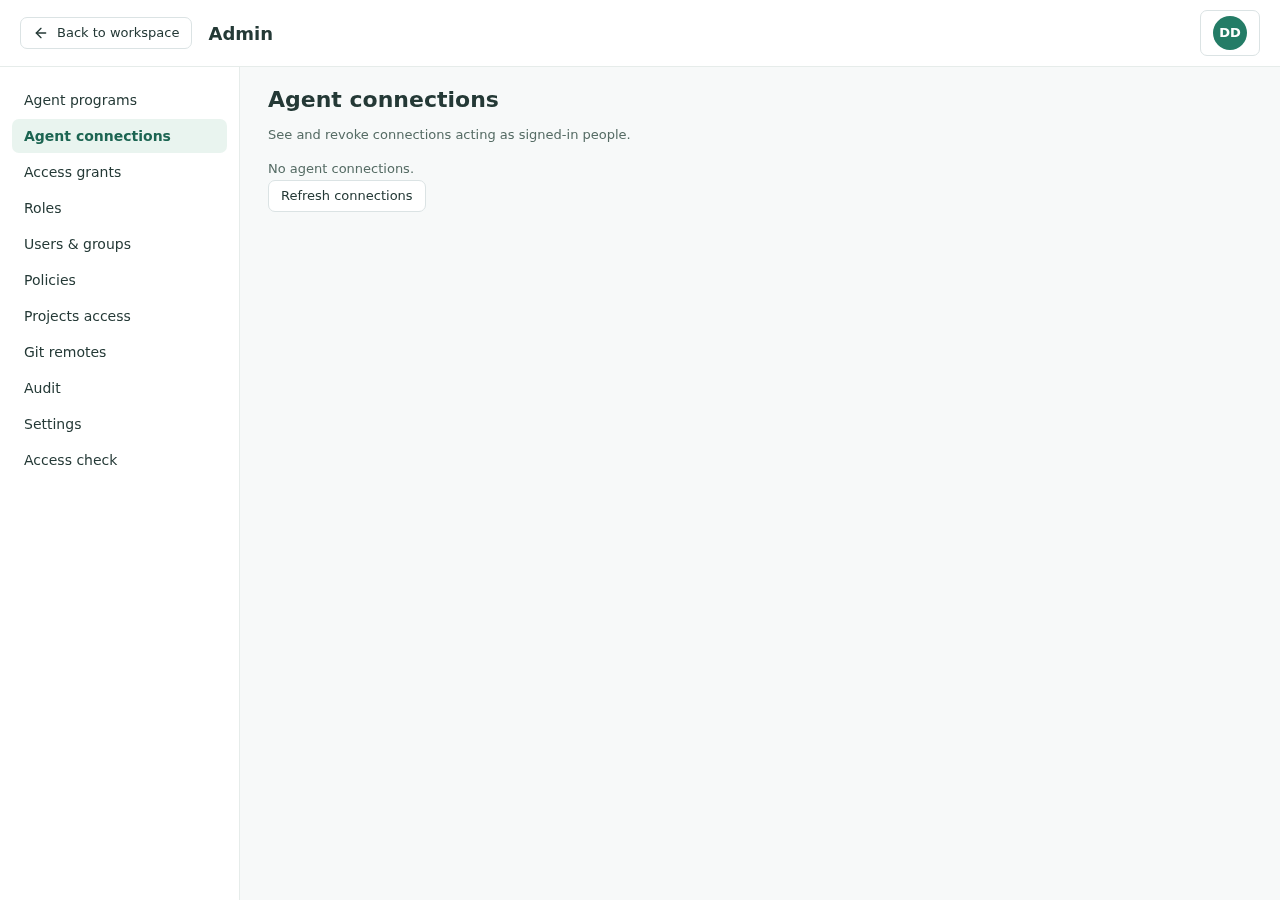 Back to workspace
Admin
DD
Agent programs
Agent connections
Access grants
Roles
Users & groups
Policies
Projects access
Git remotes
Audit
Settings
Access check
Agent connections
See and revoke connections acting as signed-in people.
No agent connections.
Refresh connections